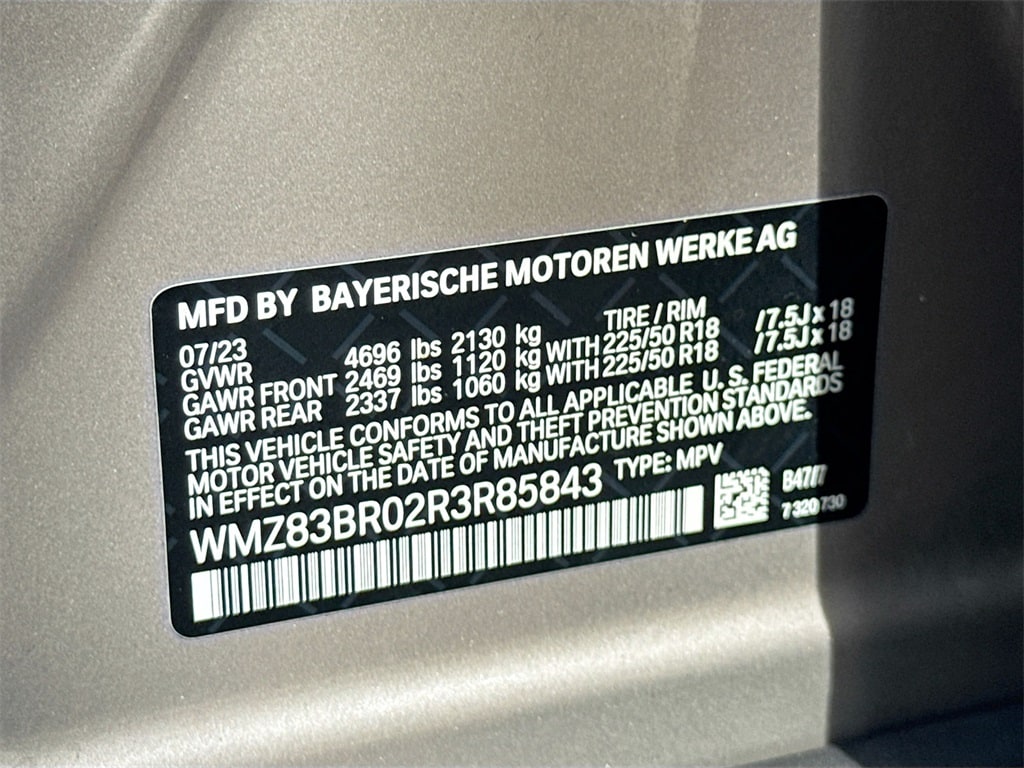 MFD BY BAYERISCHE MOTOREN WERKE AG
07/23 TIRE / RIM
GVWR 4696 lbs 2130 kg
GAWR FRONT 2469 lbs 1120 kg WITH 225/50 R18 /7.5J x 18
GAWR REAR 2337 lbs 1060 kg WITH 225/50 R18 /7.5J x 18
THIS VEHICLE CONFORMS TO ALL APPLICABLE U. S. FEDERAL
MOTOR VEHICLE SAFETY AND THEFT PREVENTION STANDARDS
IN EFFECT ON THE DATE OF MANUFACTURE SHOWN ABOVE.
WMZ83BR02R3R85843 TYPE: MPV
7 320 730